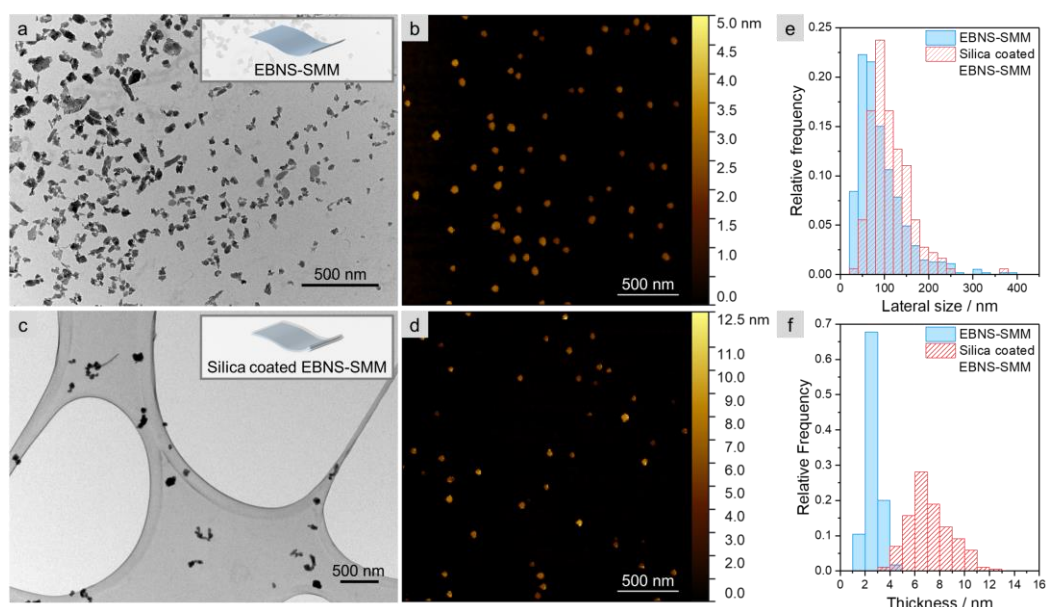 a
EBNS-SMM
500 nm
b
500 nm
5.0 nm
4.5
4.0
3.5
3.0
2.5
2.0
1.5
1.0
0.0
e
EBNS-SMM
Silica coated
EBNS-SMM
Relative frequency
0.25
0.20
0.15
0.10
0.05
0.00
0 100 200 300 400
Lateral size / nm
c
Silica coated EBNS-SMM
500 nm
d
500 nm
12.5 nm
11.0
10.0
9.0
8.0
7.0
6.0
5.0
4.0
3.0
2.0
0.0
f
EBNS-SMM
Silica coated
EBNS-SMM
Relative Frequency
0.7
0.6
0.5
0.4
0.3
0.2
0.1
0.0
0 2 4 6 8 10 12 14 16
Thickness / nm